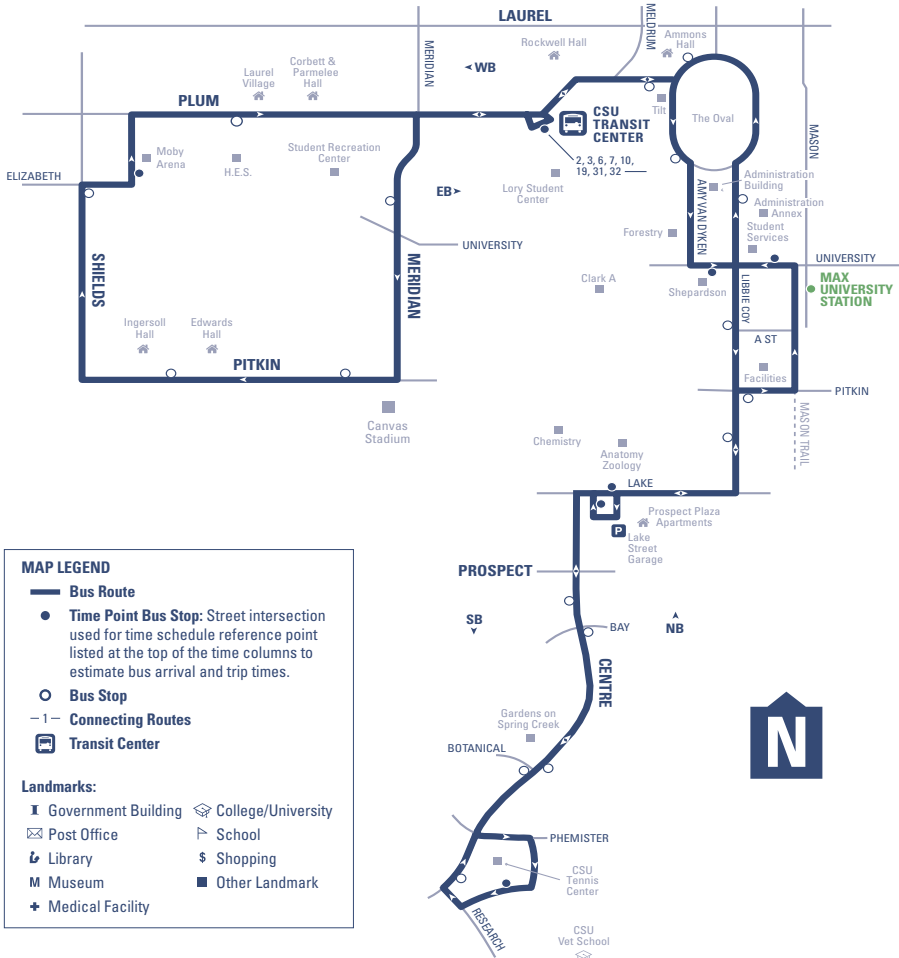 LAUREL
MELDRUM
MERIDIAN
Rockwell Hall
Ammons
Hall
WB
Laurel
Village
Corbett &
Parmelee
Hall
PLUM
CSU
TRANSIT
CENTER
Tilt
The Oval
MASON
Moby
Arena
H.E.S.
Student Recreation
Center
2, 3, 6, 7, 10,
19, 31, 32
ELIZABETH
EB
Lory Student
Center
AMY VAN DYKEN
Administration
Building
Administration
Annex
Student
Services
Forestry
UNIVERSITY
UNIVERSITY
SHIELDS
MERIDIAN
Clark A
Shepardson
LIBBIE COY
MAX
UNIVERSITY
STATION
Ingersoll
Hall
Edwards
Hall
A ST
PITKIN
Facilities
PITKIN
Canvas
Stadium
MASON TRAIL
Chemistry
Anatomy
Zoology
LAKE
Prospect Plaza
Apartments
P
Lake
Street
Garage
PROSPECT
SB
NB
BAY
CENTRE
Gardens on
Spring Creek
BOTANICAL
PHEMISTER
CSU
Tennis
Center
RESEARCH
CSU
Vet School
N
MAP LEGEND
Bus Route
Time Point Bus Stop: Street intersection
used for time schedule reference point
listed at the top of the time columns to
estimate bus arrival and trip times.
Bus Stop
1 Connecting Routes
Transit Center
Landmarks:
Government Building
College/University
Post Office
School
Library
$ Shopping
M Museum
Other Landmark
Medical Facility